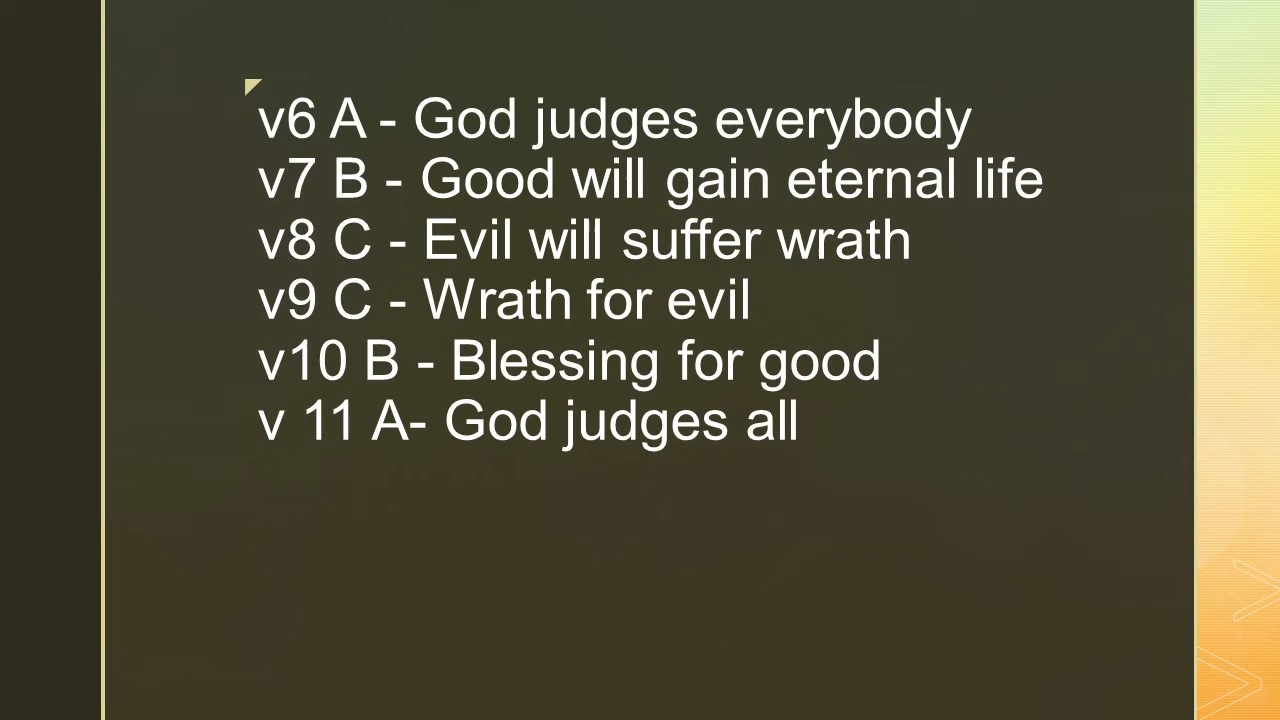 v6 A - God judges everybody
v7 B - Good will gain eternal life
v8 C - Evil will suffer wrath
v9 C - Wrath for evil
v10 B - Blessing for good
v 11 A- God judges all